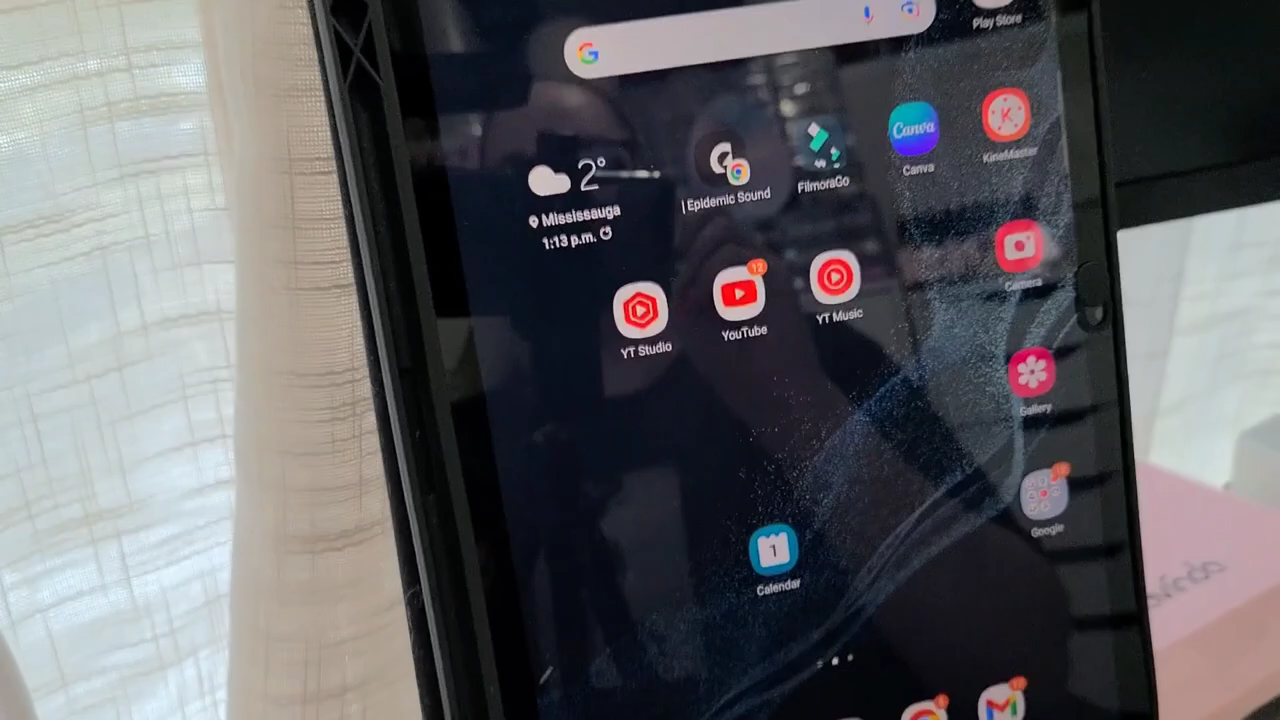 Play Store
Canva
Canva
K
KineMaster
2°
Mississauga
1:13 p.m.
| Epidemic Sound
FilmoraGo
Camera
12
YT Studio
YouTube
YT Music
Gallery
Google
1
Calendar